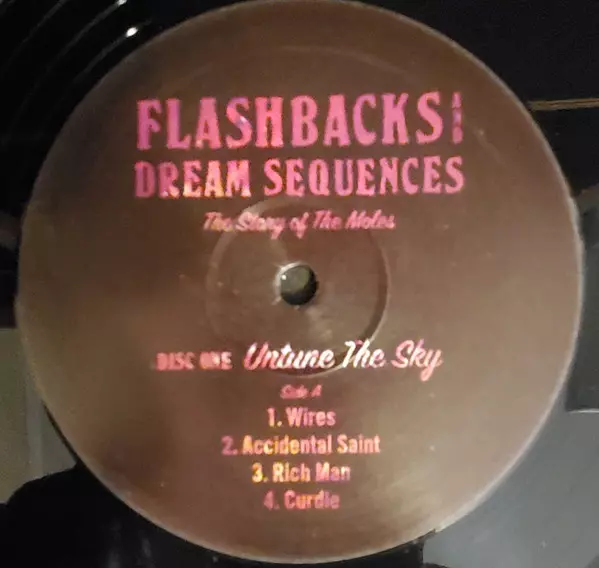 FLASHBACKS AND
DREAM SEQUENCES
The Story of The Moles
DISC ONE Untune The Sky
Side A
1. Wires
2. Accidental Saint
3. Rich Man
4. Curdle